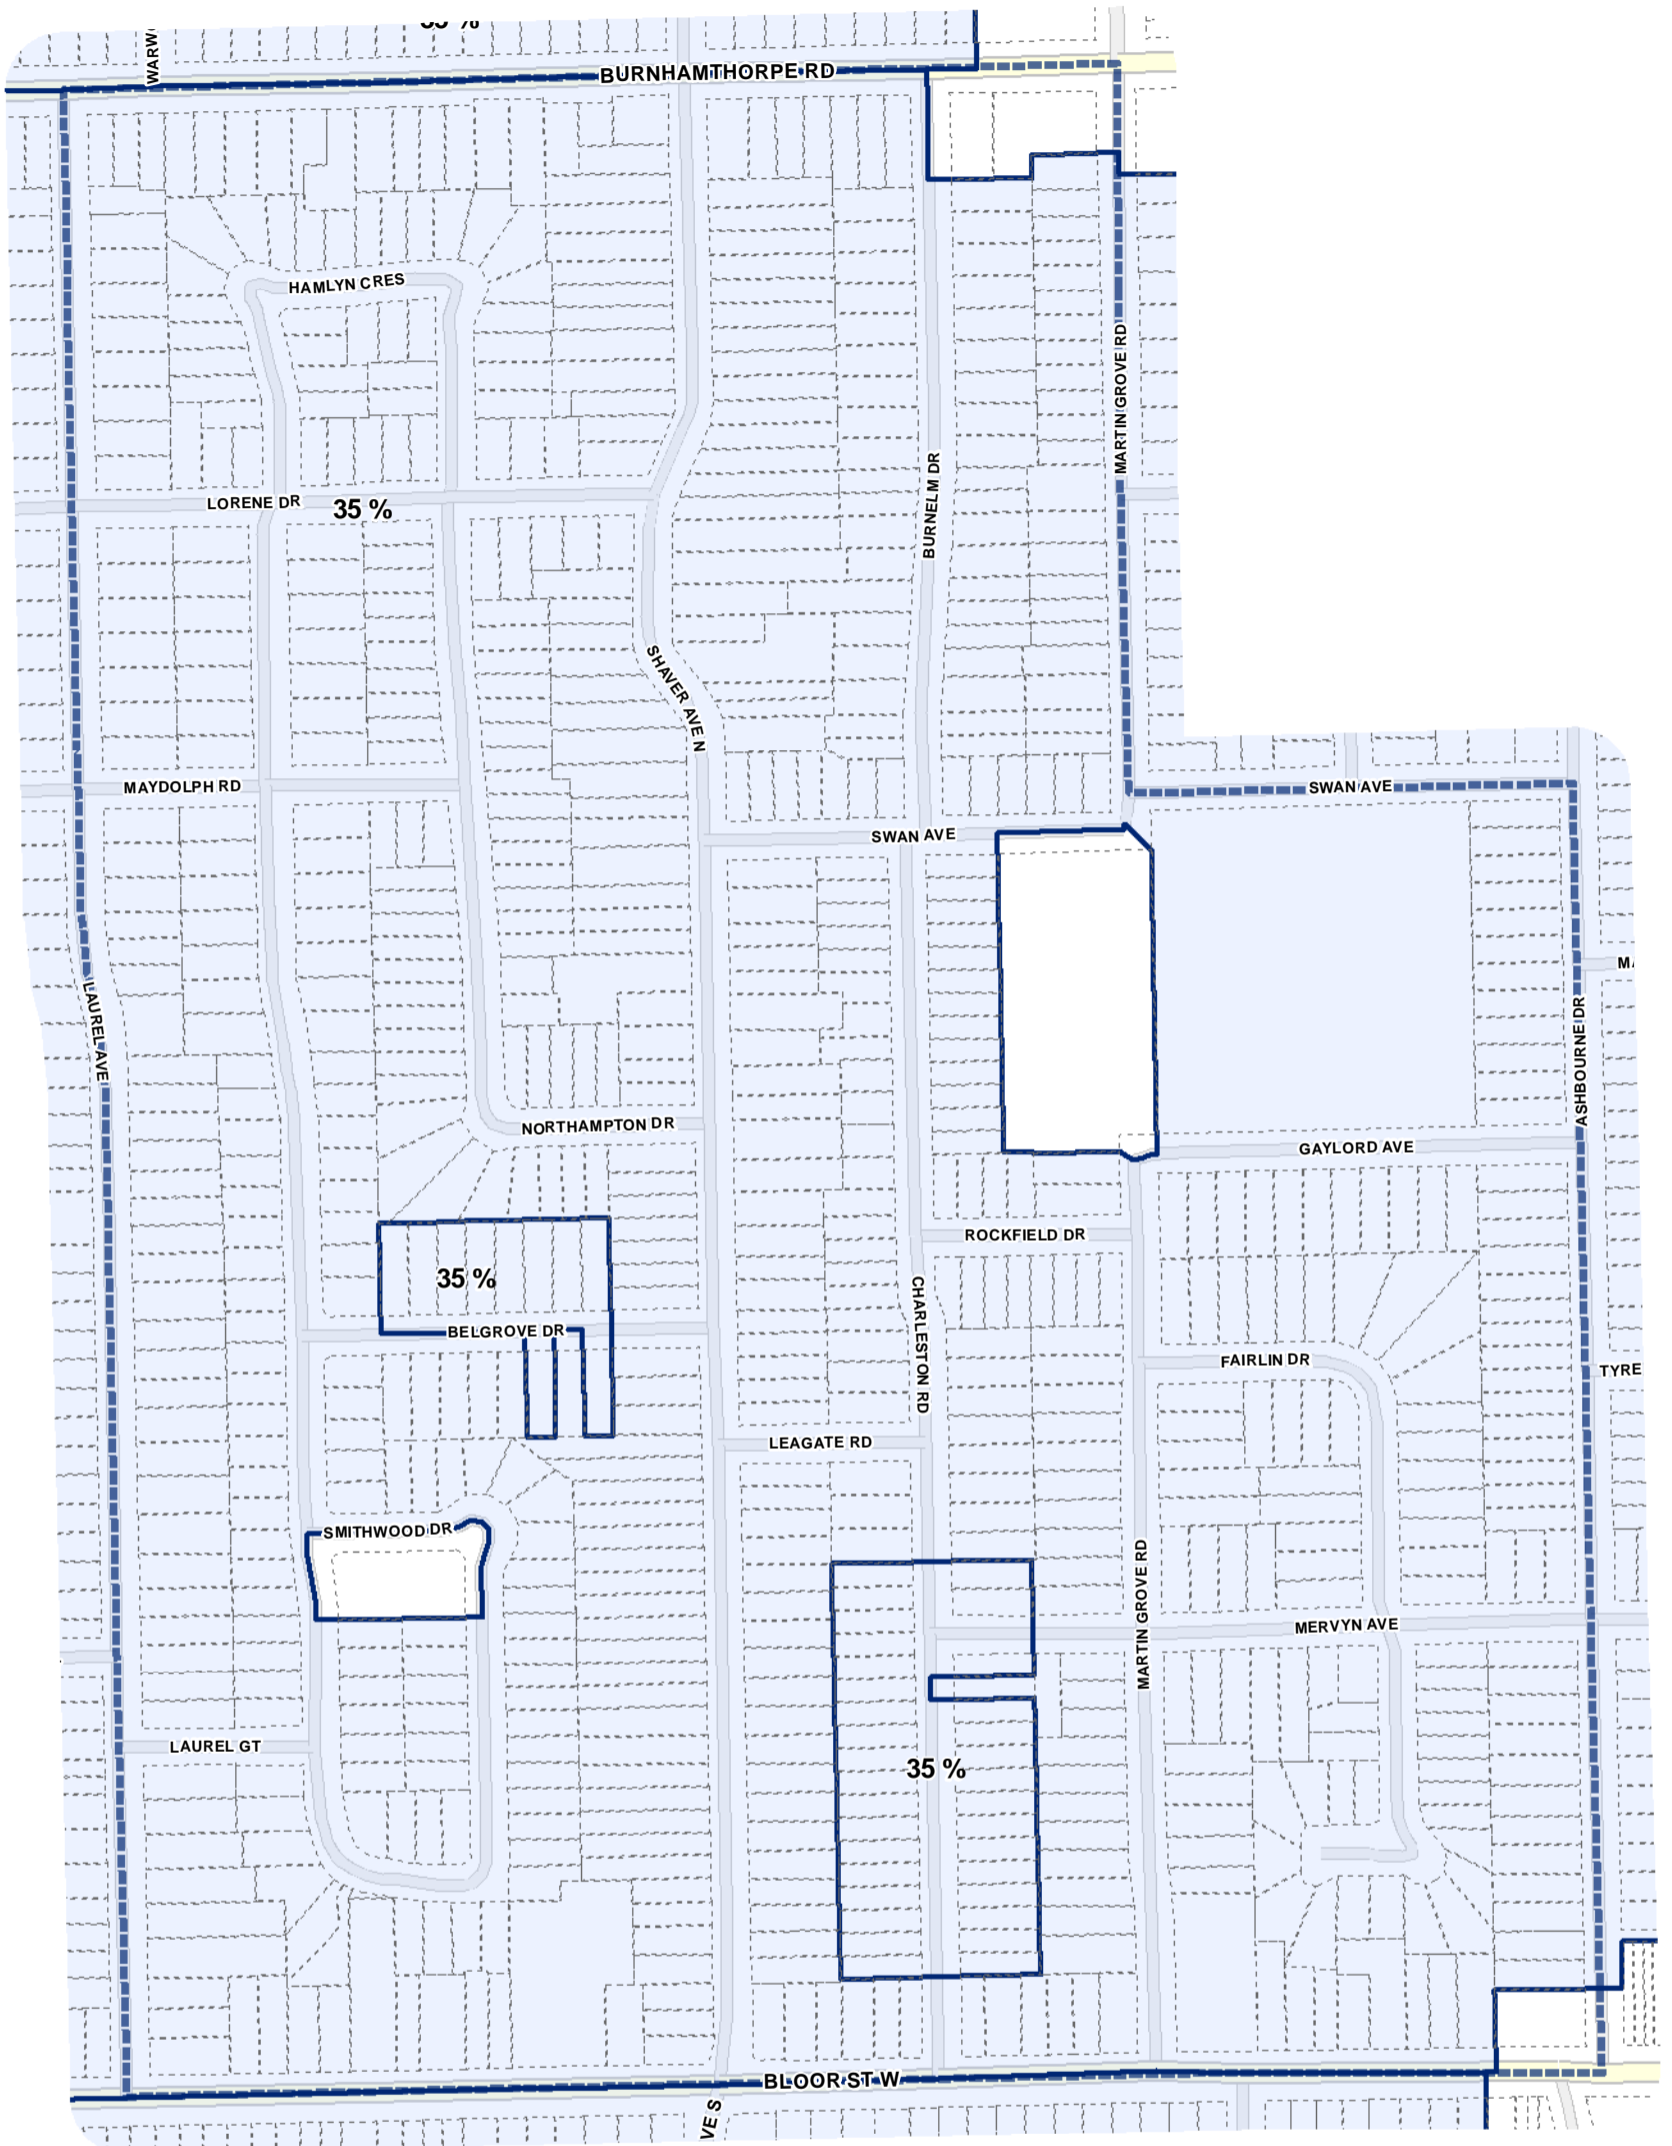 BURNHAMTHORPE RD
HAMLYN CRES
MARTIN GROVE RD
BURNELM DR
LORENE DR
35 %
SHAVER AVE N
MAYDOLPH RD
SWAN AVE
SWAN AVE
LAUREL AVE
ASHBOURNE DR
NORTHAMPTON DR
GAYLORD AVE
ROCKFIELD DR
35 %
CHARLESTON RD
BELGROVE DR
FAIRLIN DR
TYRE
LEAGATE RD
SMITHWOOD DR
MARTIN GROVE RD
MERVYN AVE
LAUREL GT
35 %
BLOOR ST W
VE S